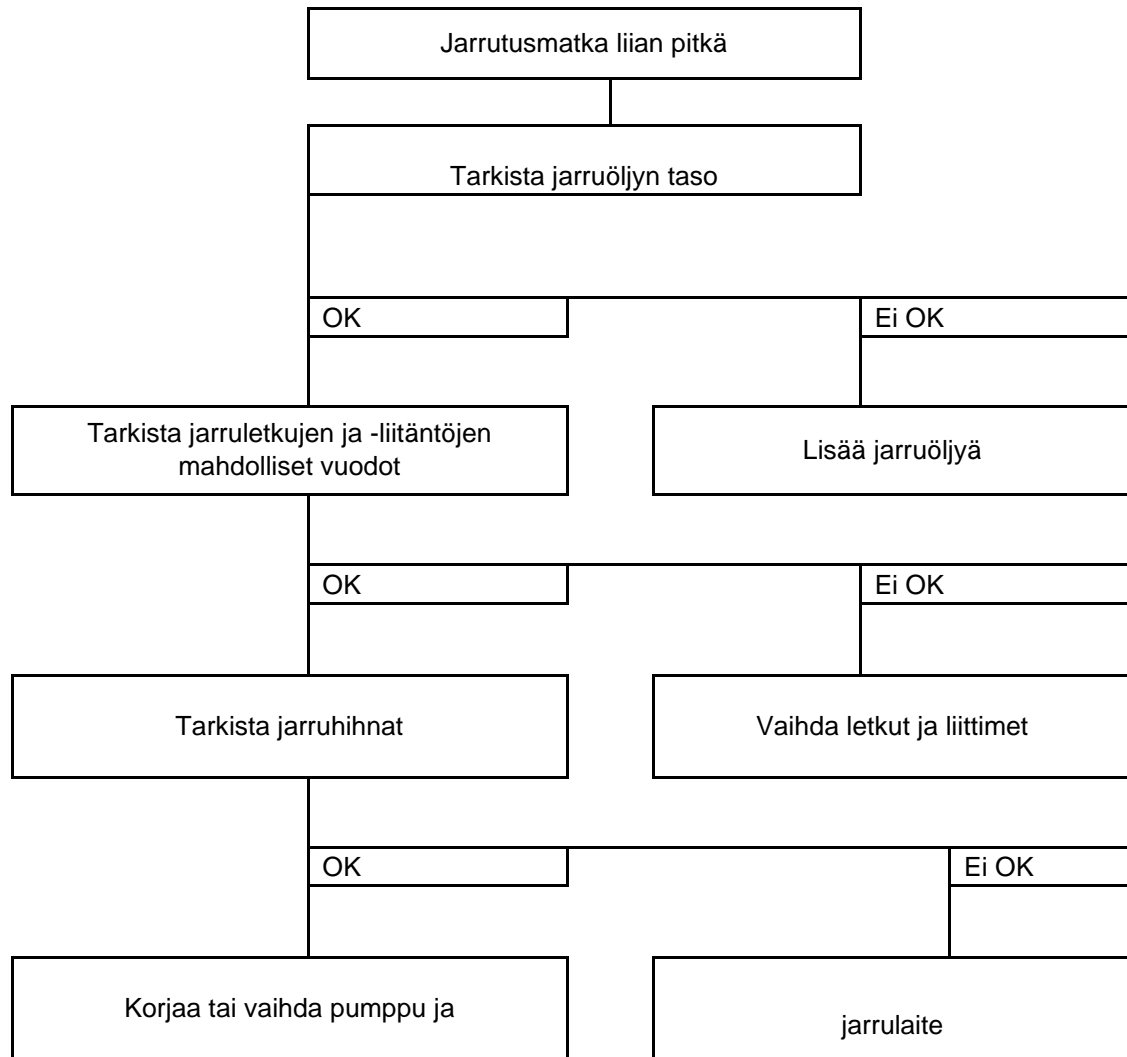 Jarrutusmatka liian pitkä
Tarkista jarruöljyn taso
OK
Ei OK
Tarkista jarruletkujen ja -liitäntöjen
mahdolliset vuodot
Lisää jarruöljyä
OK
Ei OK
Tarkista jarruhihnat
Vaihda letkut ja liittimet
OK
Ei OK
Korjaa tai vaihda pumppu ja
jarrulaite